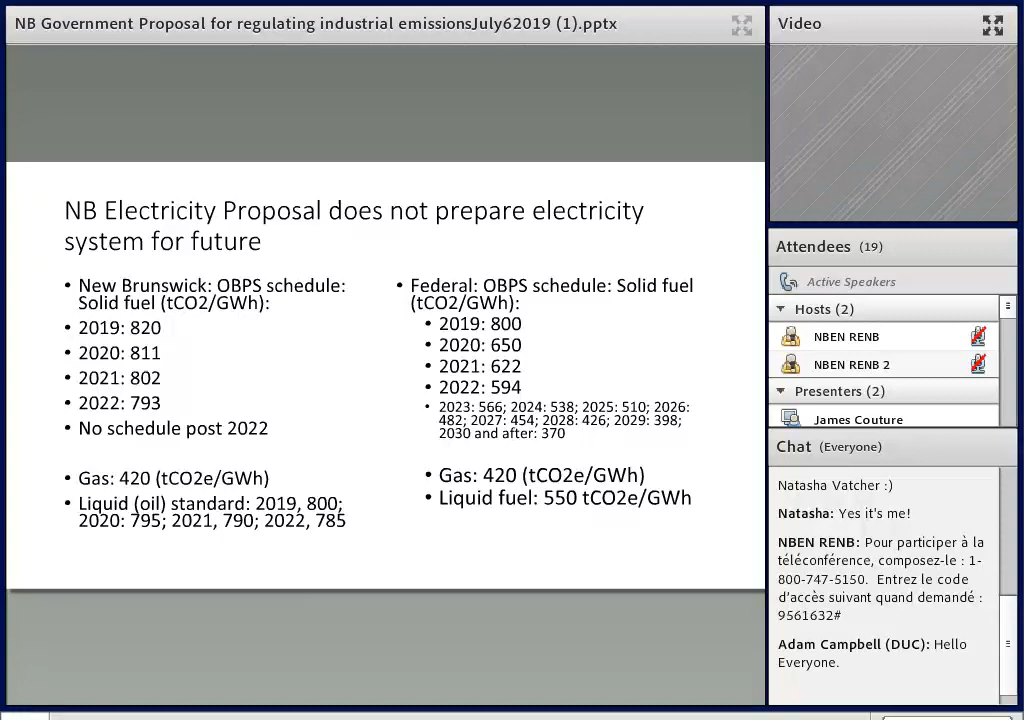 NB Government Proposal for regulating industrial emissionsJuly62019 (1).pptx
NB Electricity Proposal does not prepare electricity
system for future
• New Brunswick: OBPS schedule:
Solid fuel (tCO2/GWh):
• 2019: 820
• 2020: 811
• 2021: 802
• 2022: 793
• No schedule post 2022
• Gas: 420 (tCO2e/GWh)
• Liquid (oil) standard: 2019, 800;
2020: 795; 2021, 790; 2022, 785
• Federal: OBPS schedule: Solid fuel
(tCO2/GWh):
• 2019: 800
• 2020: 650
• 2021: 622
• 2022: 594
• 2023: 566; 2024: 538; 2025: 510; 2026:
482; 2027: 454; 2028: 426; 2029: 398;
2030 and after: 370
• Gas: 420 (tCO2e/GWh)
• Liquid fuel: 550 tCO2e/GWh
Video
Attendees (19)
Active Speakers
Hosts (2)
NBEN RENB
NBEN RENB 2
Presenters (2)
James Couture
Chat (Everyone)
Natasha Vatcher :)
Natasha: Yes it's me!
NBEN RENB: Pour participer à la
téléconférence, composez-le : 1-
800-747-5150. Entrez le code
d'accès suivant quand demandé :
9561632#
Adam Campbell (DUC): Hello
Everyone.